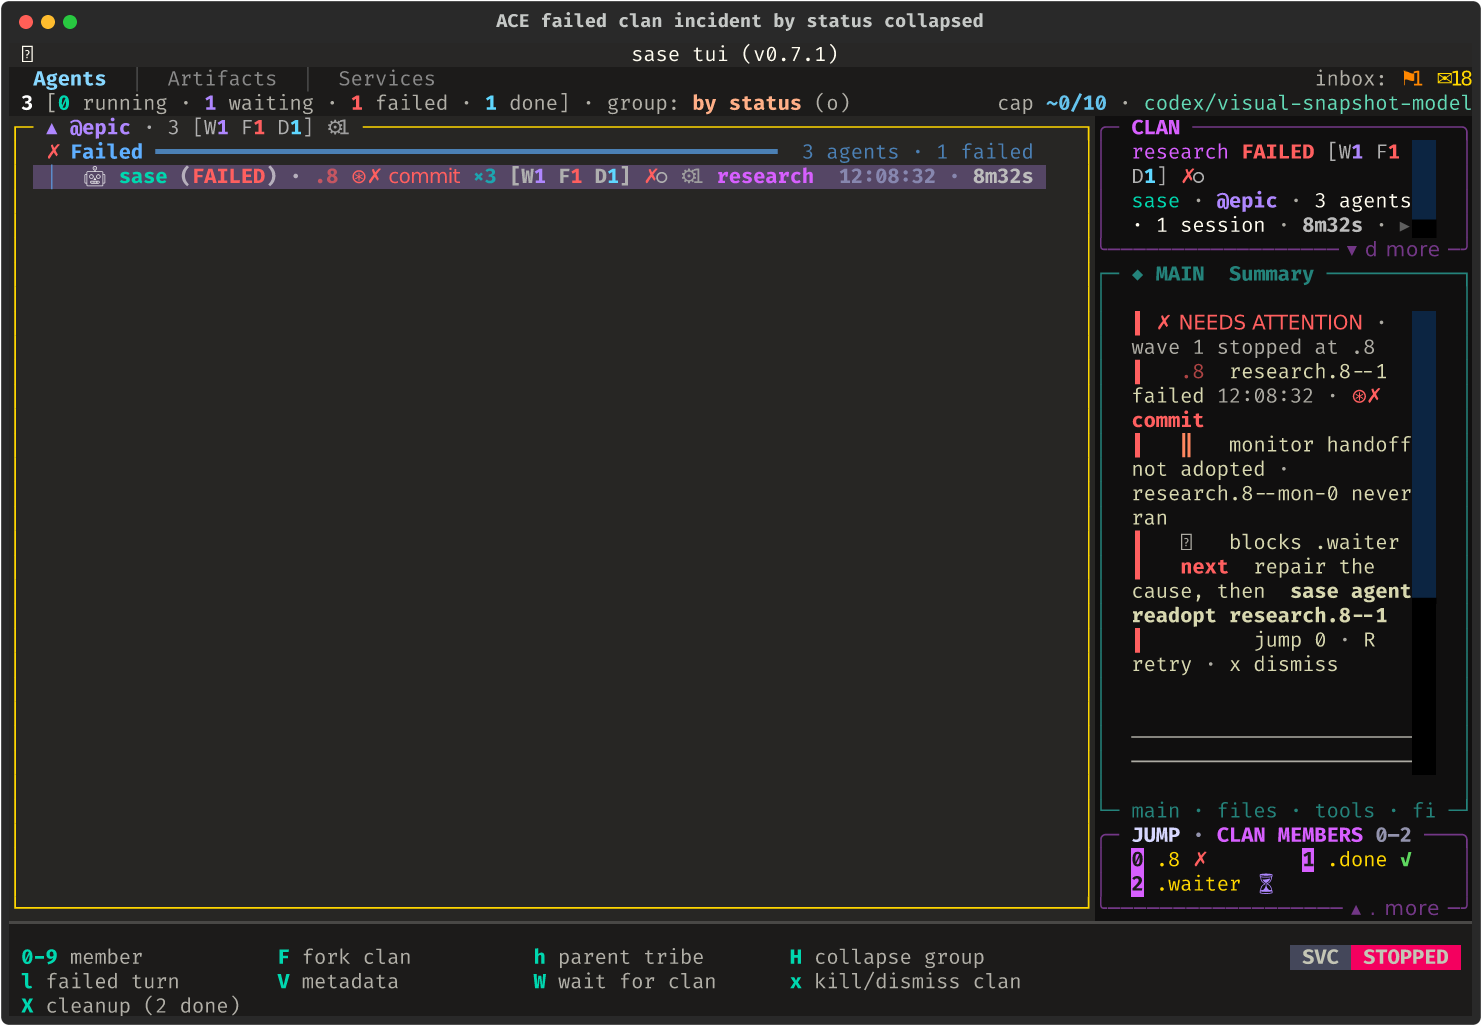 ACE failed clan incident by status collapsed
sase tui (v0.7.1)
Agents │ Artifacts │ Services
inbox: ⚑1 ✉18
3 [0 running · 1 waiting · 1 failed · 1 done] · group: by status (o)
cap ~0/10 · codex/visual-snapshot-model
▲ @epic · 3 [W1 F1 D1] ⚙1
✗ Failed 3 agents · 1 failed
🤖 sase (FAILED) · .8 ⊛✗ commit ×3 [W1 F1 D1] ✗○ ⚙1 research 12:08:32 · 8m32s
CLAN
research FAILED [W1 F1
D1] ✗○
sase · @epic · 3 agents
· 1 session · 8m32s · ▶
▼ d more
◆ MAIN Summary
✗ NEEDS ATTENTION ·
wave 1 stopped at .8
.8 research.8--1
failed 12:08:32 · ⊛✗
commit
‖ monitor handoff
not adopted ·
research.8--mon-0 never
ran
blocks .waiter
next repair the
cause, then sase agent
readopt research.8--1
jump 0 · R
retry · x dismiss
main · files · tools · fi
JUMP · CLAN MEMBERS 0–2
0 .8 ✗ 1 .done ✓
2 .waiter ⏳
▲ . more
0-9 member F fork clan h parent tribe H collapse group
l failed turn V metadata W wait for clan x kill/dismiss clan
X cleanup (2 done)
SVC STOPPED